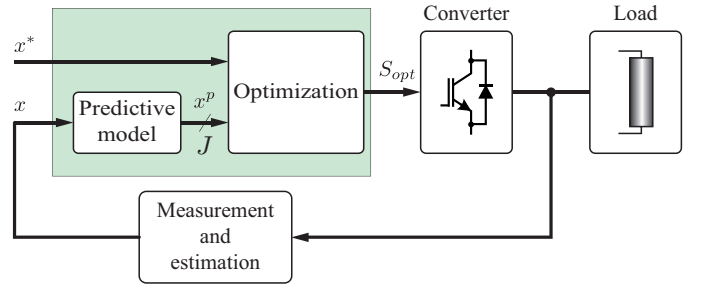 Converter
Load
x*
S_opt
Optimization
x
Predictive
model
x^p
J
Measurement
and
estimation